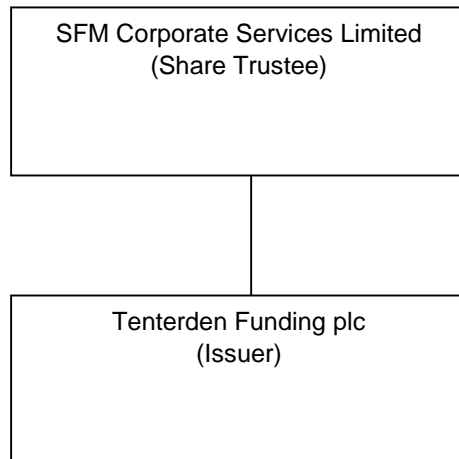 SFM Corporate Services Limited
(Share Trustee)
Tenterden Funding plc
(Issuer)